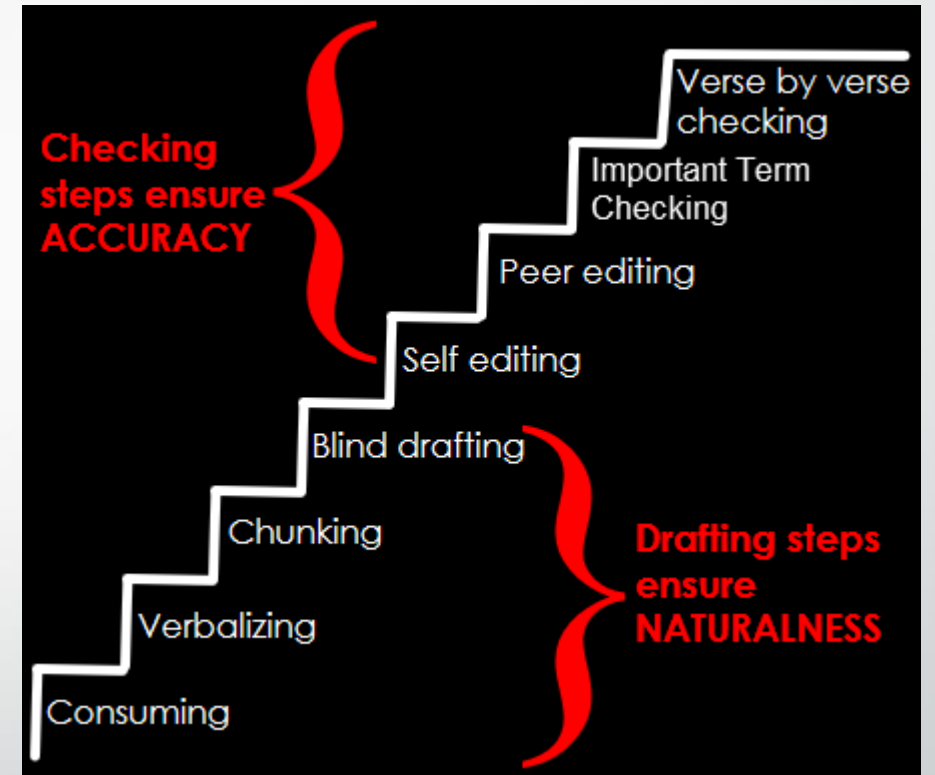 Verse by verse
checking
Checking
steps ensure
ACCURACY
Important Term
Checking
Peer editing
Self editing
Blind drafting
Chunking
Drafting steps
ensure
NATURALNESS
Verbalizing
Consuming